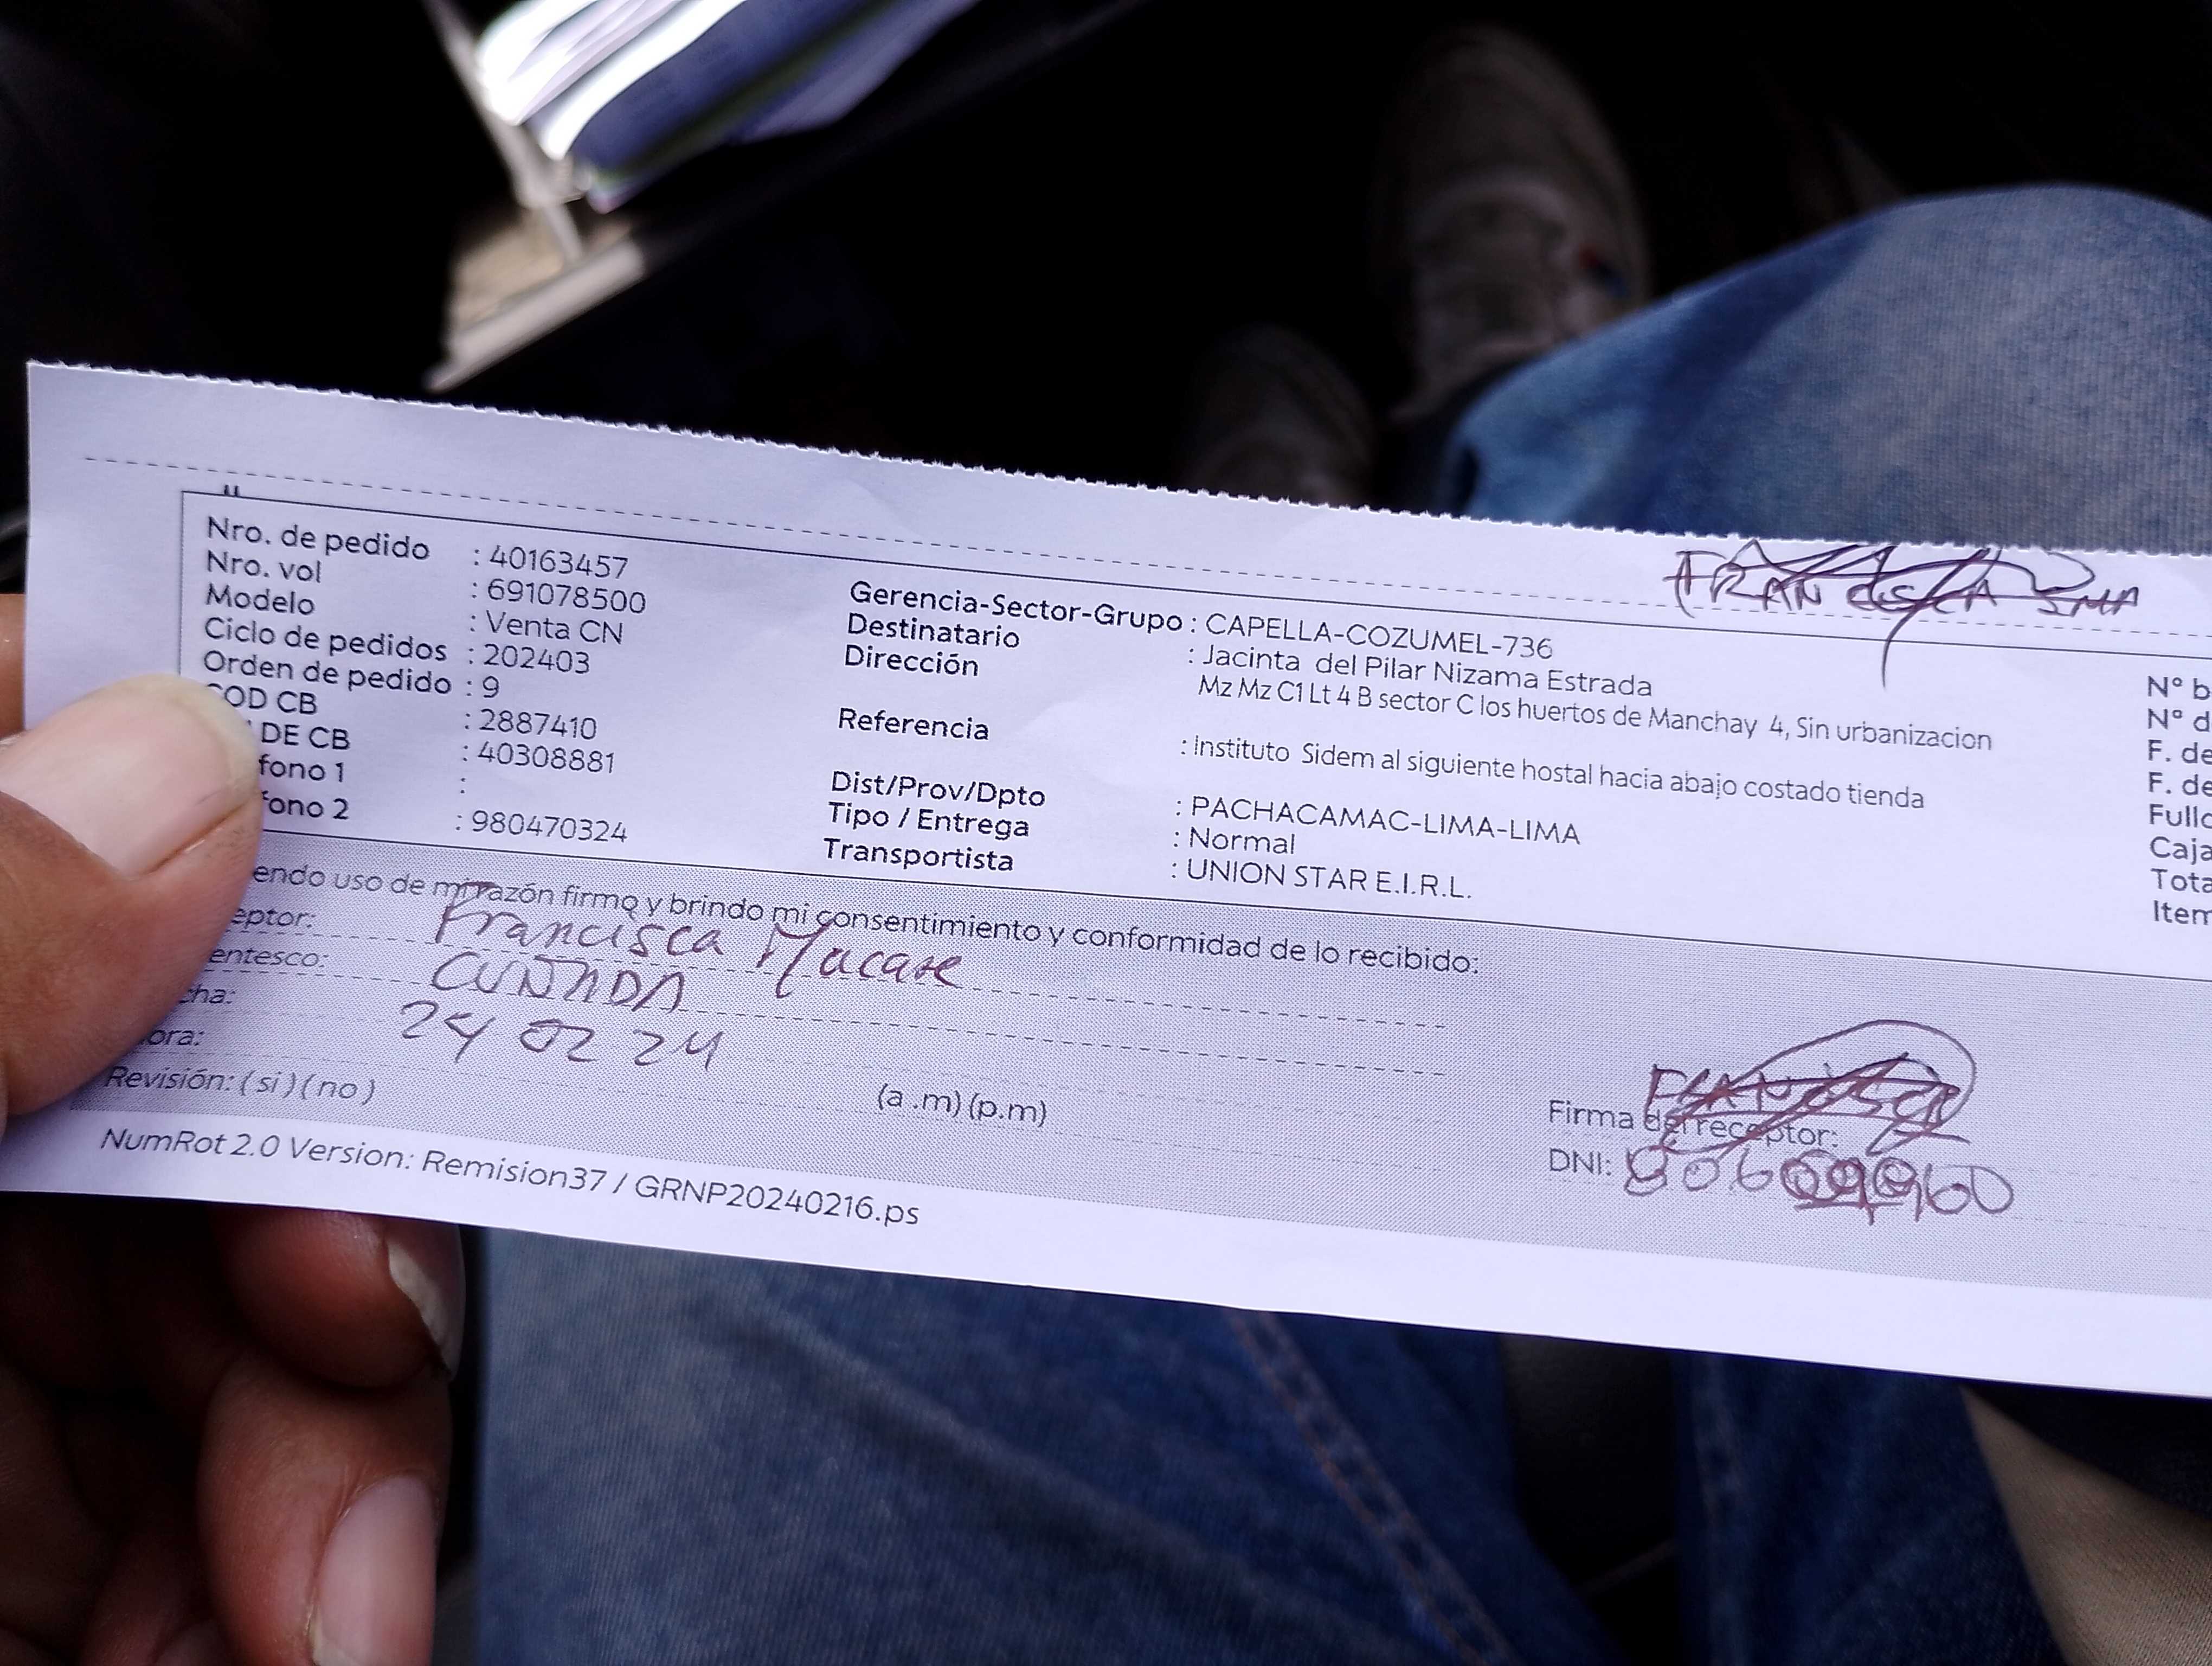 Nro. de pedido : 40163457
Nro. vol : 691078500
Modelo : Venta CN
Ciclo de pedidos : 202403
Orden de pedido : 9
COD CB : 2887410
DE CB : 40308881
fono 1 :
fono 2 : 980470324
Gerencia-Sector-Grupo : CAPELLA-COZUMEL-736
Destinatario : Jacinta del Pilar Nizama Estrada
Dirección Mz Mz C1 Lt 4 B sector C los huertos de Manchay 4, Sin urbanizacion
Referencia : Instituto Sidem al siguiente hostal hacia abajo costado tienda
Dist/Prov/Dpto : PACHACAMAC-LIMA-LIMA
Tipo / Entrega : Normal
Transportista : UNION STAR E.I.R.L.
N° b
N° d
F. de
F. de
Fullc
Caja
Tota
Item
endo uso de mi razón firmo y brindo mi consentimiento y conformidad de lo recibido:
eptor: Francisca
entesco: CUÑADA
cha: 24 02 24
ora: (a .m) (p.m)
Revisión: ( si ) ( no )
Firma del receptor:
DNI:
NumRot 2.0 Version: Remision37 / GRNP20240216.ps